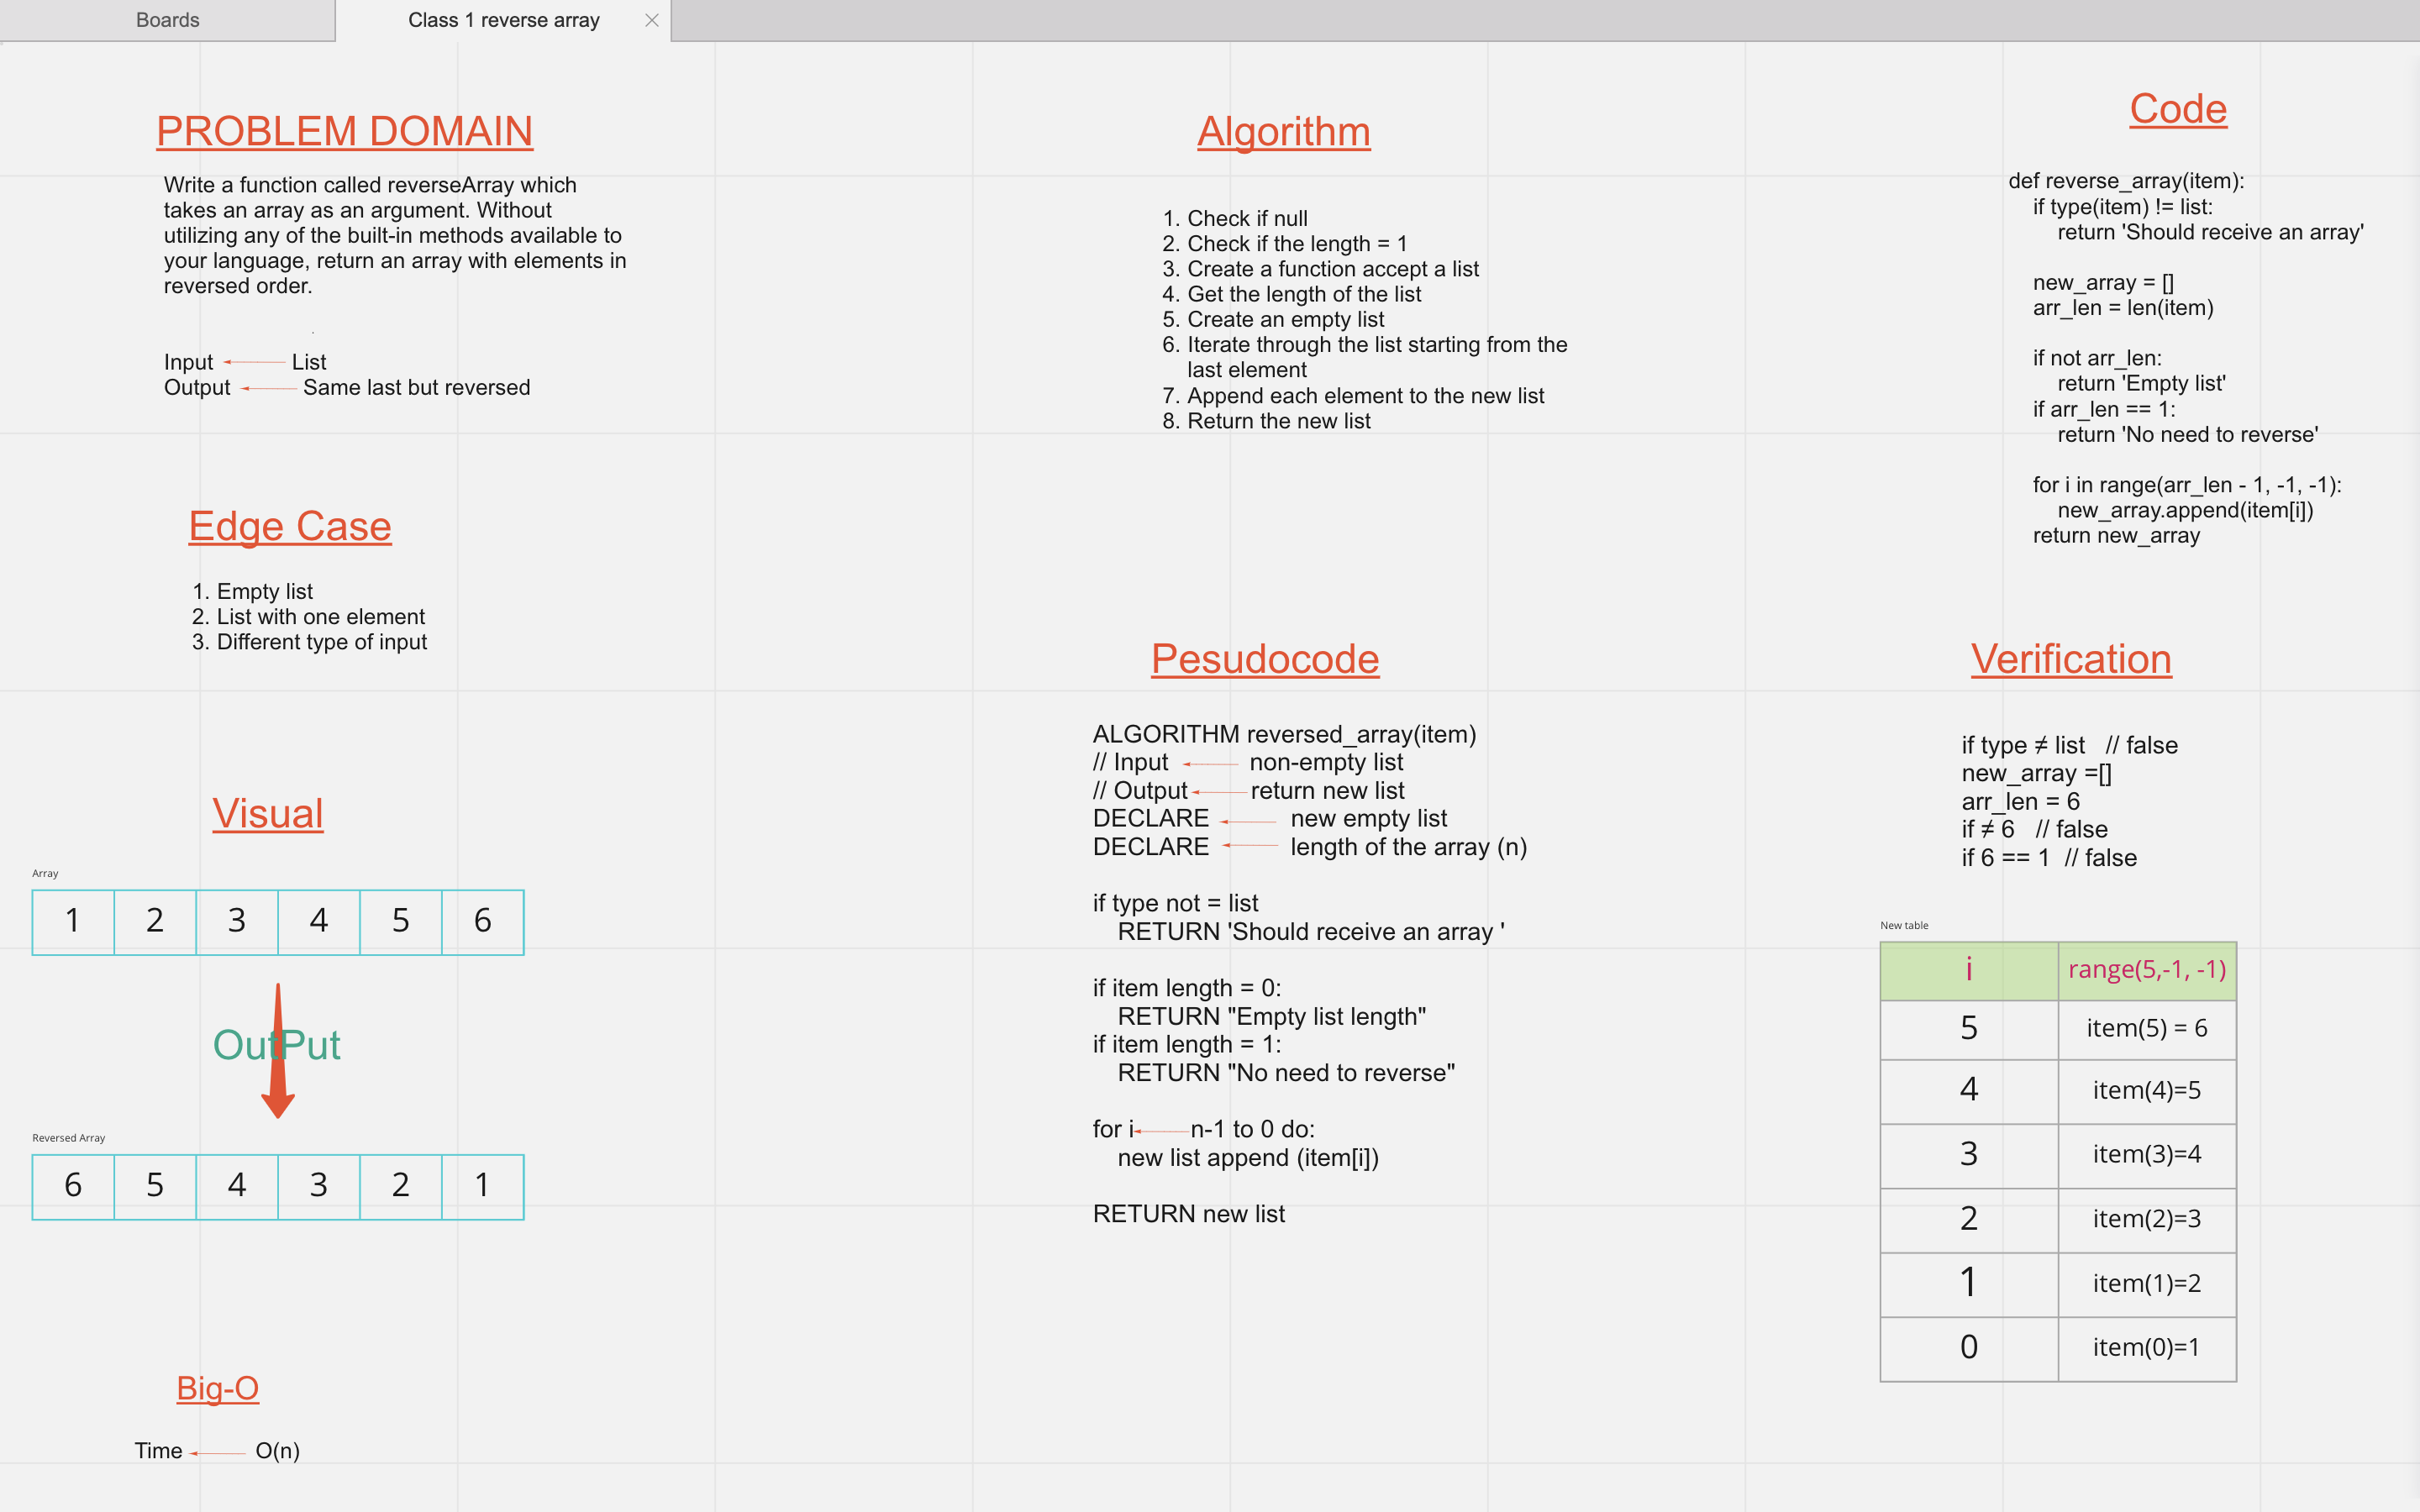 Boards
Class 1 reverse array
PROBLEM DOMAIN
Write a function called reverseArray which
takes an array as an argument. Without
utilizing any of the built-in methods available to
your language, return an array with elements in
reversed order.
Input List
Output Same last but reversed
Edge Case
1. Empty list
2. List with one element
3. Different type of input
Visual
Array
1 2 3 4 5 6
OutPut
Reversed Array
6 5 4 3 2 1
Big-O
Time O(n)
Algorithm
1. Check if null
2. Check if the length = 1
3. Create a function accept a list
4. Get the length of the list
5. Create an empty list
6. Iterate through the list starting from the
last element
7. Append each element to the new list
8. Return the new list
Pesudocode
ALGORITHM reversed_array(item)
// Input non-empty list
// Output return new list
DECLARE new empty list
DECLARE length of the array (n)
if type not = list
RETURN 'Should receive an array '
if item length = 0:
RETURN "Empty list length"
if item length = 1:
RETURN "No need to reverse"
for i n-1 to 0 do:
new list append (item[i])
RETURN new list
Code
def reverse_array(item):
if type(item) != list:
return 'Should receive an array'
new_array = []
arr_len = len(item)
if not arr_len:
return 'Empty list'
if arr_len == 1:
return 'No need to reverse'
for i in range(arr_len - 1, -1, -1):
new_array.append(item[i])
return new_array
Verification
if type ≠ list // false
new_array =[]
arr_len = 6
if ≠ 6 // false
if 6 == 1 // false
New table
i range(5,-1, -1)
5 item(5) = 6
4 item(4)=5
3 item(3)=4
2 item(2)=3
1 item(1)=2
0 item(0)=1